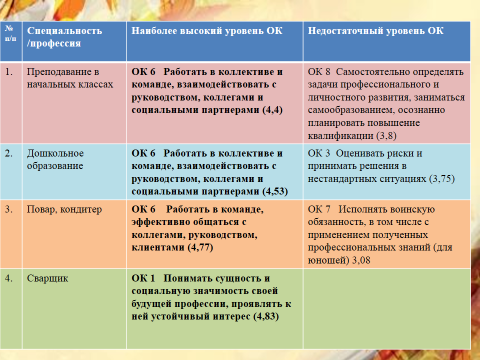 №
п/п
Специальность
/профессия
Наиболее высокий уровень ОК
Недостаточный уровень ОК
1.
Преподавание в
начальных классах
ОК 6 Работать в коллективе и
команде, взаимодействовать с
руководством, коллегами и
социальными партнерами (4,4)
ОК 8 Самостоятельно определять
задачи профессионального и
личностного развития, заниматься
самообразованием, осознанно
планировать повышение
квалификации (3,8)
2.
Дошкольное
образование
ОК 6 Работать в коллективе и
команде, взаимодействовать с
руководством, коллегами и
социальными партнерами (4,53)
ОК 3 Оценивать риски и
принимать решения в
нестандартных ситуациях (3,75)
3.
Повар, кондитер
ОК 6 Работать в команде,
эффективно общаться с
коллегами, руководством,
клиентами (4,77)
ОК 7 Исполнять воинскую
обязанность, в том числе с
применением полученных
профессиональных знаний (для
юношей) 3,08
4.
Сварщик
ОК 1 Понимать сущность и
социальную значимость своей
будущей профессии, проявлять к
ней устойчивый интерес (4,83)